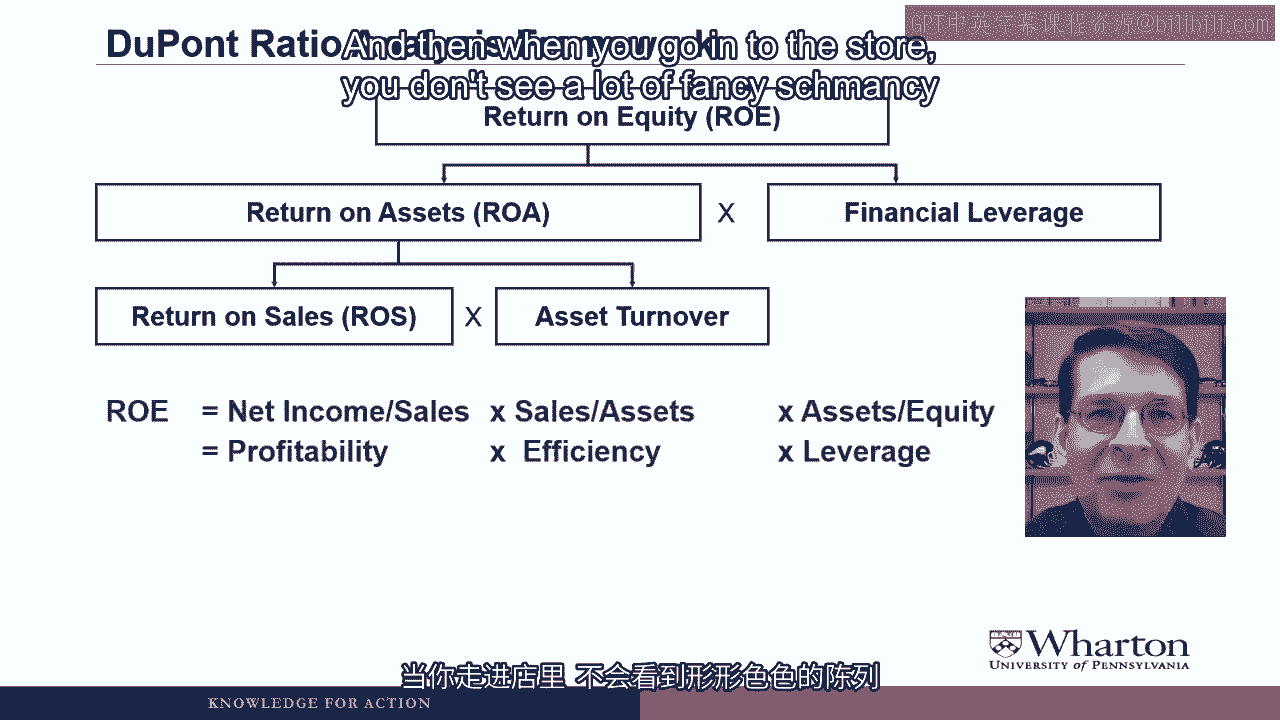 GPT中英字幕课程资源@bilibili.com
DuPont Ratio
And then when you go in to the store,
you don't see a lot of fancy schmancy
Return on Equity (ROE)
Return on Assets (ROA) X Financial Leverage
Return on Sales (ROS) X Asset Turnover
ROE = Net Income/Sales x Sales/Assets x Assets/Equity
= Profitability x Efficiency x Leverage
Wharton
UNIVERSITY of PENNSYLVANIA
当你走进店里 不会看到形形色色的陈列
KNOWLEDGE FOR ACTION